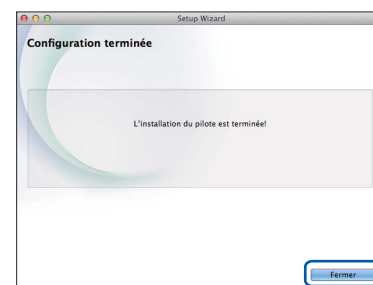 Setup Wizard
Configuration terminée
L'installation du pilote est terminée!
Fermer